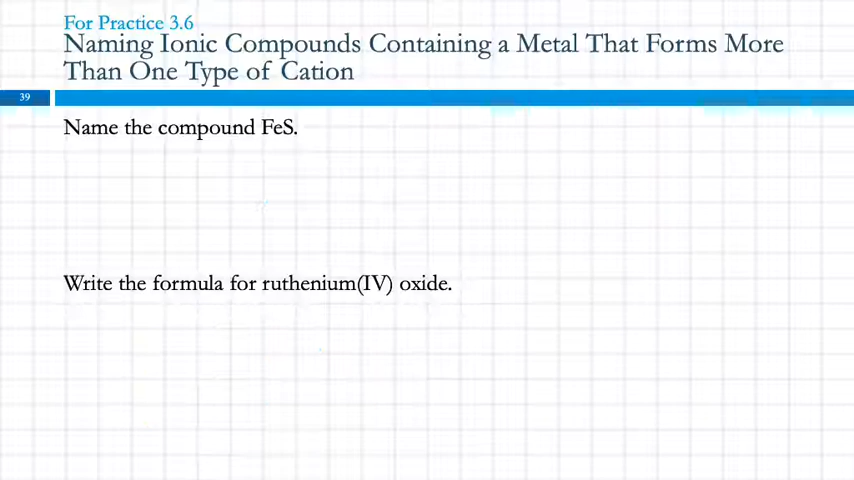 For Practice 3.6
Naming Ionic Compounds Containing a Metal That Forms More
Than One Type of Cation
39
Name the compound FeS.
Write the formula for ruthenium(IV) oxide.